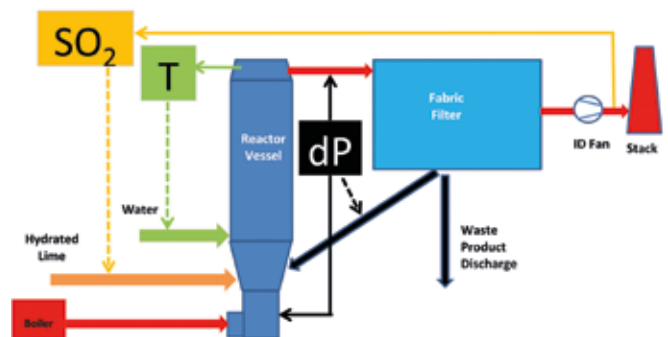 SO2
T
Reactor
Vessel
dP
Fabric
Filter
ID Fan
Stack
Water
Hydrated
Lime
Waste
Product
Discharge
Boiler